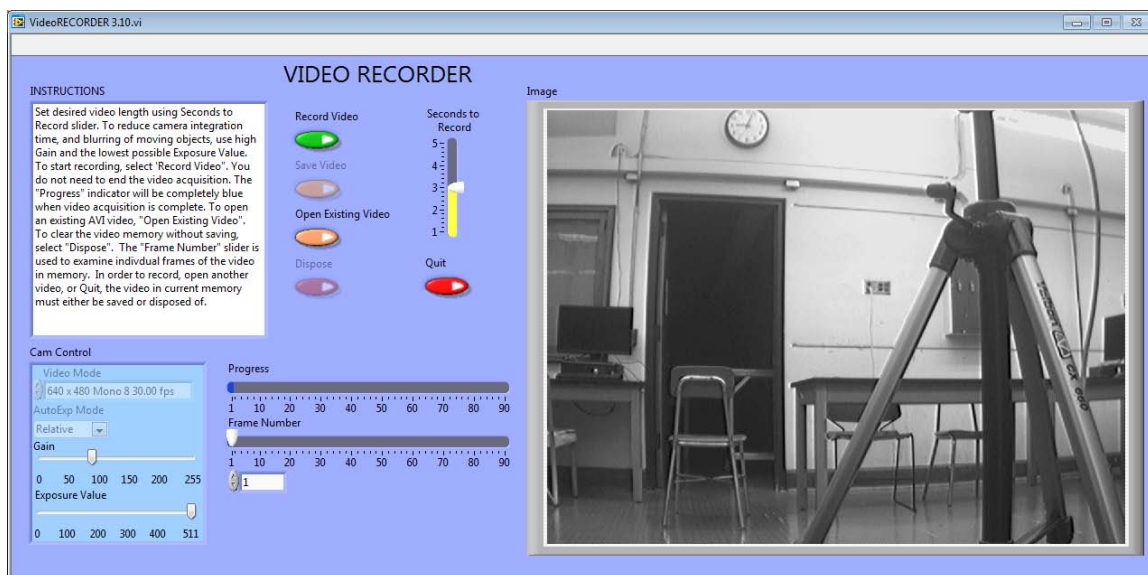 VideoRECORDER 3.10.vi
VIDEO RECORDER
INSTRUCTIONS
Set desired video length using Seconds to
Record slider. To reduce camera integration
time, and blurring of moving objects, use high
Gain and the lowest possible Exposure Value.
To start recording, select 'Record Video". You
do not need to end the video acquisition. The
"Progress" indicator will be completely blue
when video acquisition is complete. To open
an existing AVI video, "Open Existing Video".
To clear the video memory without saving,
select "Dispose". The "Frame Number" slider is
used to examine indivdual frames of the video
in memory. In order to record, open another
video, or Quit, the video in current memory
must either be saved or disposed of.
Record Video
Save Video
Open Existing Video
Dispose
Seconds to
Record
5
4
3
2
1
Quit
Image
VELBON
EX 660
Cam Control
Video Mode
640 x 480 Mono 8 30.00 fps
AutoExp Mode
Relative
Gain
0 50 100 150 200 255
Exposure Value
0 100 200 300 400 511
Progress
1 10 20 30 40 50 60 70 80 90
Frame Number
1 10 20 30 40 50 60 70 80 90
1